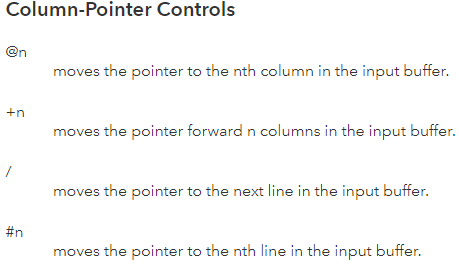 Column-Pointer Controls
@n
moves the pointer to the nth column in the input buffer.
+n
moves the pointer forward n columns in the input buffer.
/
moves the pointer to the next line in the input buffer.
#n
moves the pointer to the nth line in the input buffer.